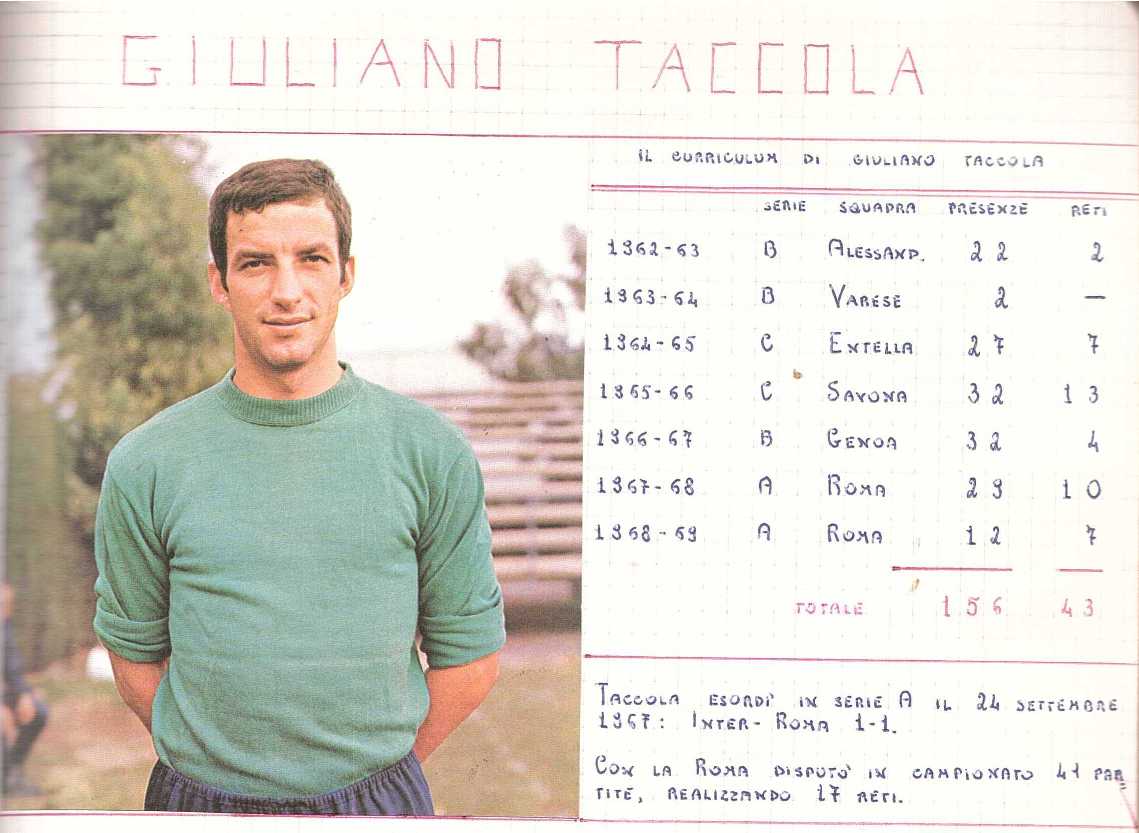 GIULIANO TACCOLA
IL CURRICULUM DI GIULIANO TACCOLA
SERIE SQUADRA PRESENZE RETI
1962-63 B ALESSAND. 22 2
1963-64 B VARESE 2 —
1964-65 C ENTELLA 27 7
1965-66 C SAVONA 32 13
1966-67 B GENOA 32 4
1967-68 A ROMA 29 10
1968-69 A ROMA 12 7
TOTALE 156 43
TACCOLA ESORDI' IN SERIE A IL 24 SETTEMBRE
1967: INTER-ROMA 1-1.
CON LA ROMA DISPUTO' IN CAMPIONATO 41 PAR
TITE, REALIZZANDO 17 RETI.